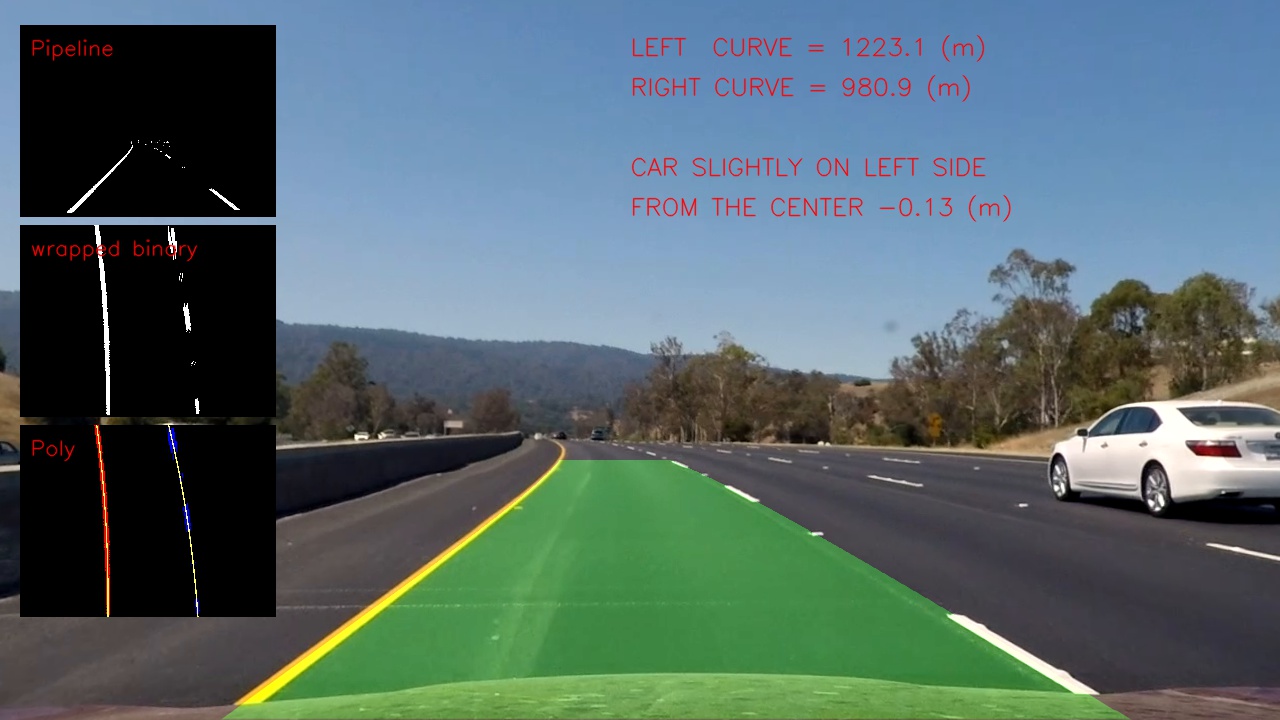 Pipeline
wrapped binary
Poly
LEFT CURVE = 1223.1 (m)
RIGHT CURVE = 980.9 (m)
CAR SLIGHTLY ON LEFT SIDE
FROM THE CENTER -0.13 (m)